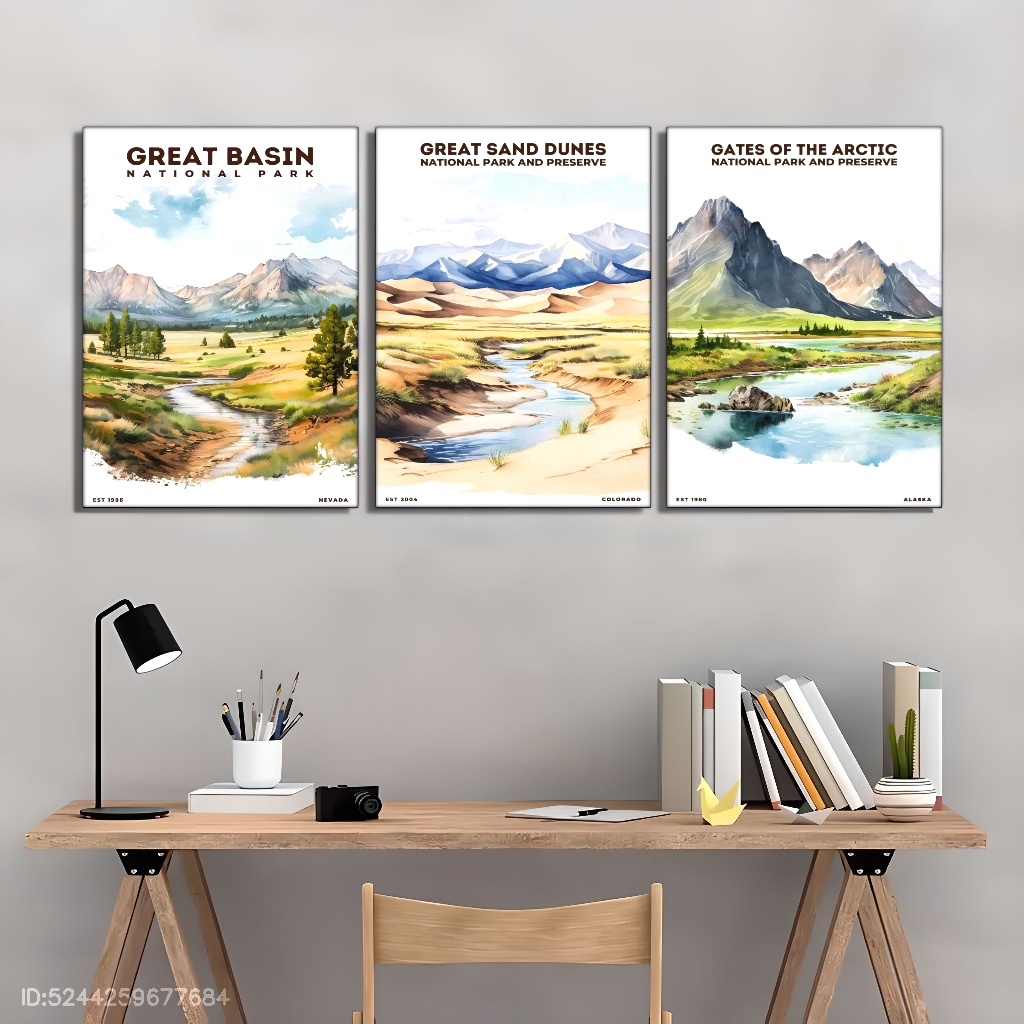 GREAT BASIN
NATIONAL PARK
EST 1986
NEVADA
GREAT SAND DUNES
NATIONAL PARK AND PRESERVE
EST 2004
COLORADO
GATES OF THE ARCTIC
NATIONAL PARK AND PRESERVE
EST 1980
ALASKA
ID:5244259677684